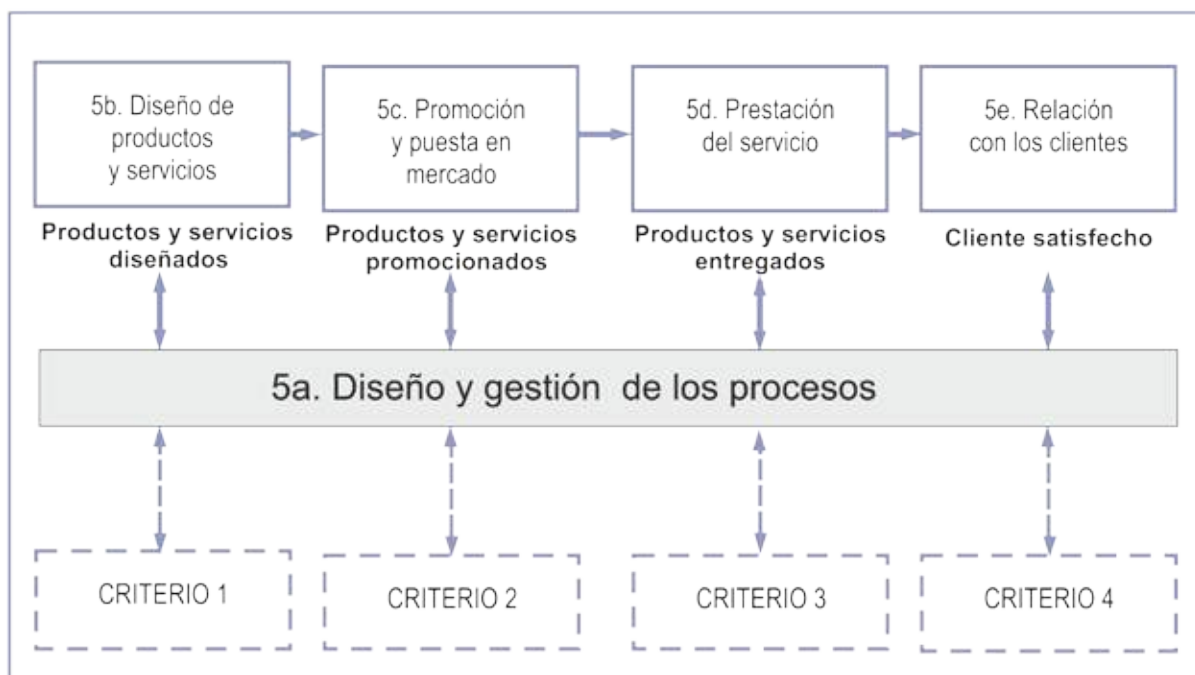 5b. Diseño de
productos
y servicios
5c. Promoción
y puesta en
mercado
5d. Prestación
del servicio
5e. Relación
con los clientes
Productos y servicios
diseñados
Productos y servicios
promocionados
Productos y servicios
entregados
Cliente satisfecho
5a. Diseño y gestión de los procesos
CRITERIO 1
CRITERIO 2
CRITERIO 3
CRITERIO 4